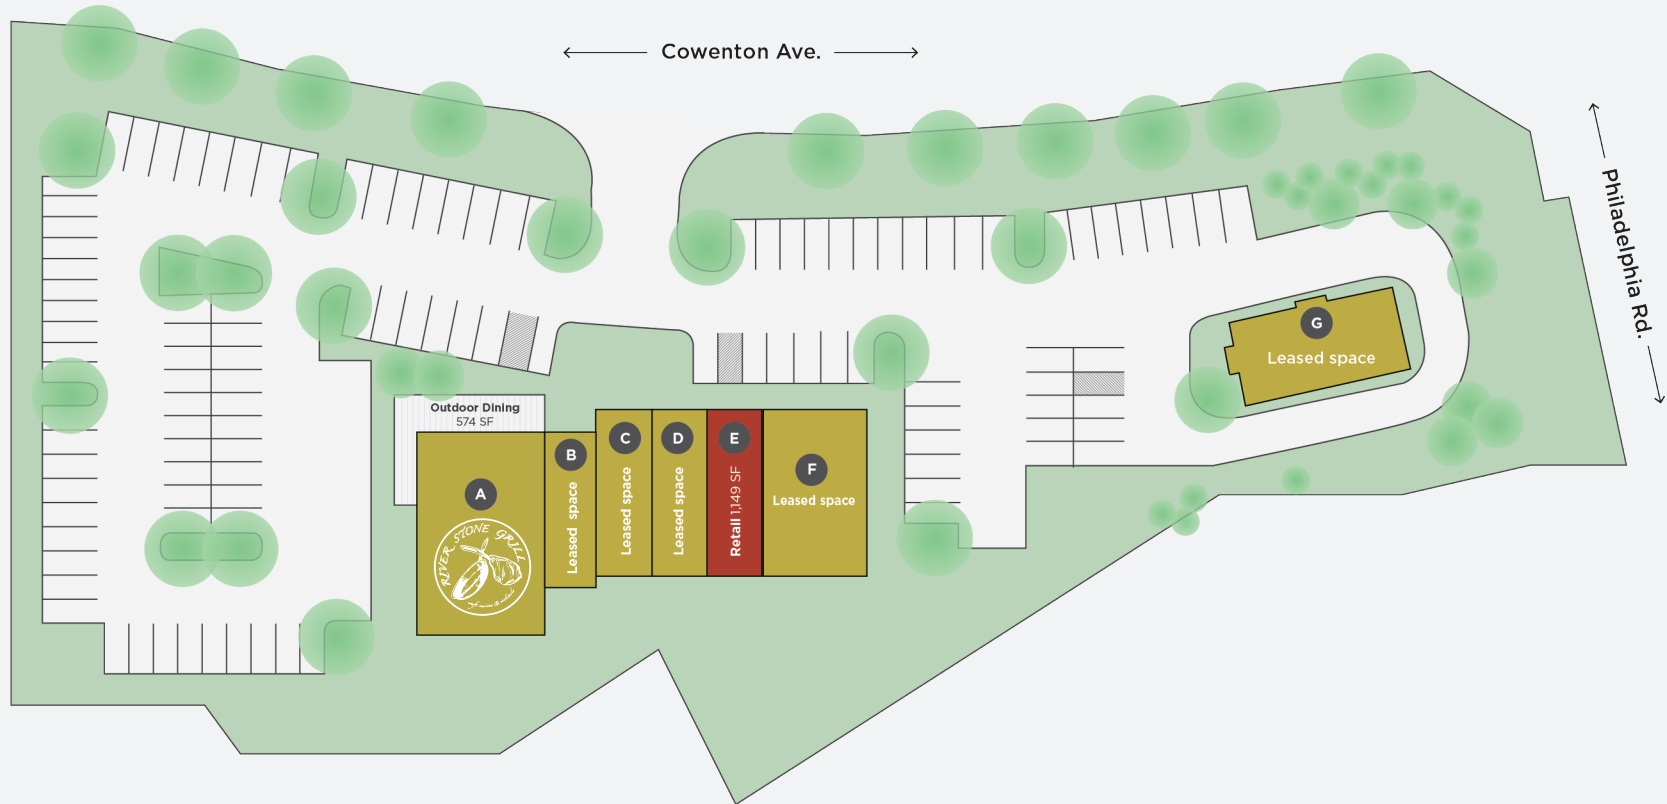 Cowenton Ave.
Philadelphia Rd.
G
Leased space
Outdoor Dining
574 SF
A
RIVER STONE GRILL
B
Leased space
C
Leased space
D
Leased space
E
Retail 1,149 SF
F
Leased space